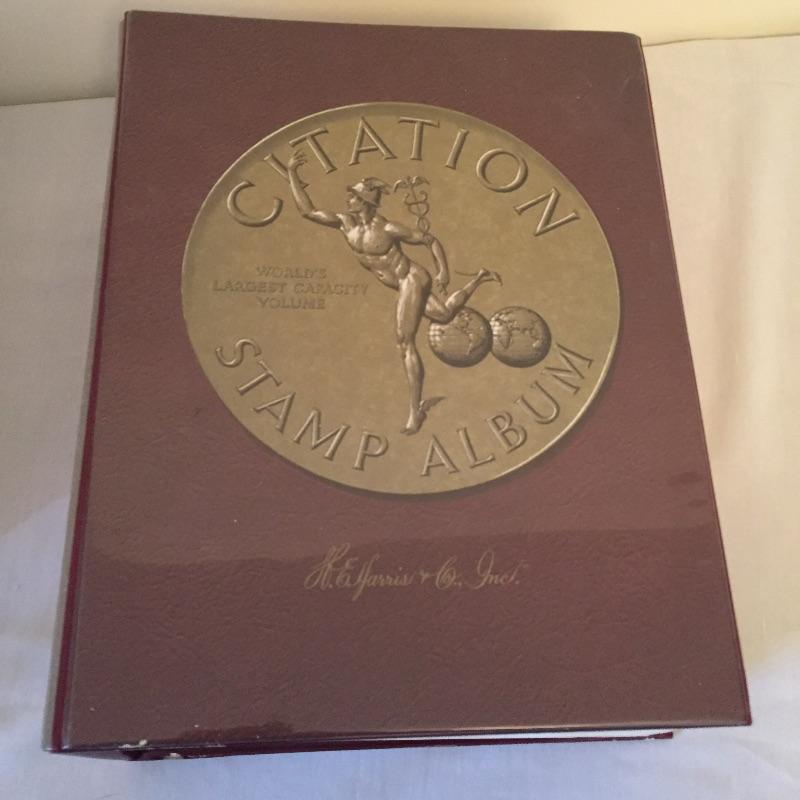 CITATION
WORLD'S
LARGEST CAPACITY
VOLUME
STAMP ALBUM
H.E. Harris & Co., Inc.